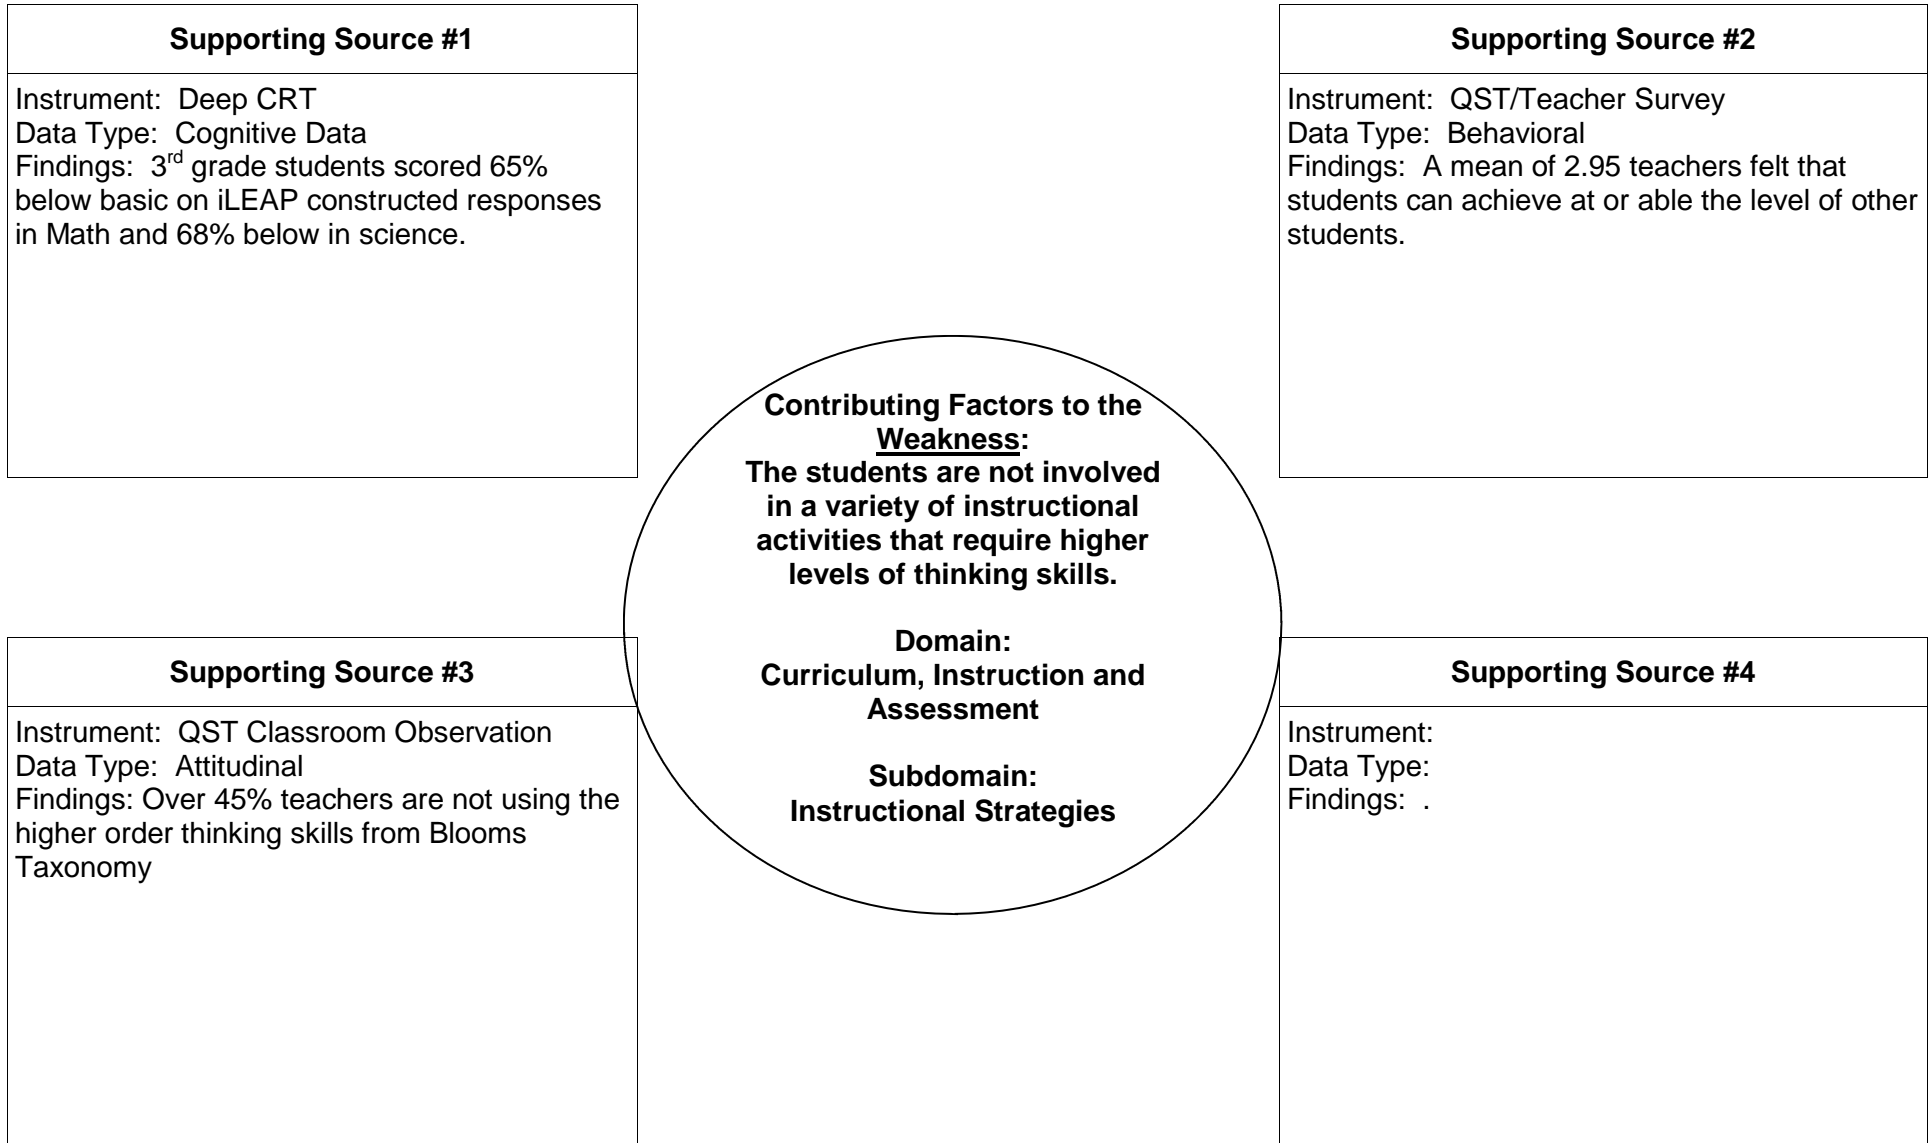 Supporting Source #1
Instrument:  Deep CRT
Data Type:  Cognitive Data
Findings:  3rd grade students scored 65%
below basic on iLEAP constructed responses
in Math and 68% below in science.
Supporting Source #2
Instrument:  QST/Teacher Survey
Data Type:  Behavioral
Findings:  A mean of 2.95 teachers felt that
students can achieve at or able the level of other
students.
Contributing Factors to the
Weakness:
The students are not involved
in a variety of instructional
activities that require higher
levels of thinking skills.
Domain:
Curriculum, Instruction and
Assessment
Subdomain:
Instructional Strategies
Supporting Source #3
Instrument:  QST Classroom Observation
Data Type:  Attitudinal
Findings: Over 45% teachers are not using the
higher order thinking skills from Blooms
Taxonomy
Supporting Source #4
Instrument:
Data Type:
Findings:  .